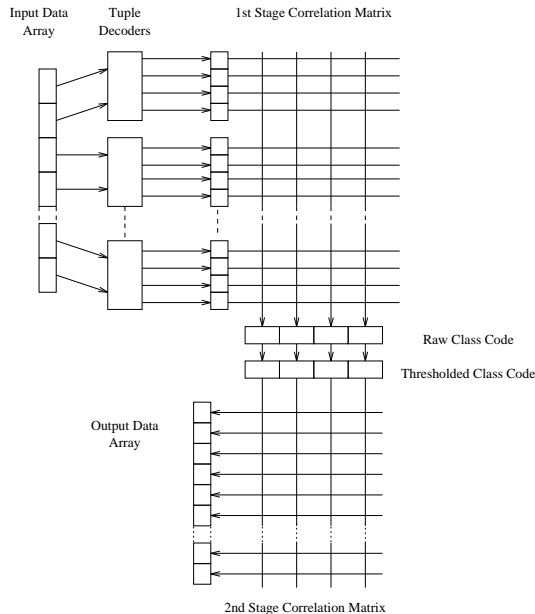 Input Data
Array
Tuple
Decoders
1st Stage Correlation Matrix
Raw Class Code
Thresholded Class Code
Output Data
Array
2nd Stage Correlation Matrix